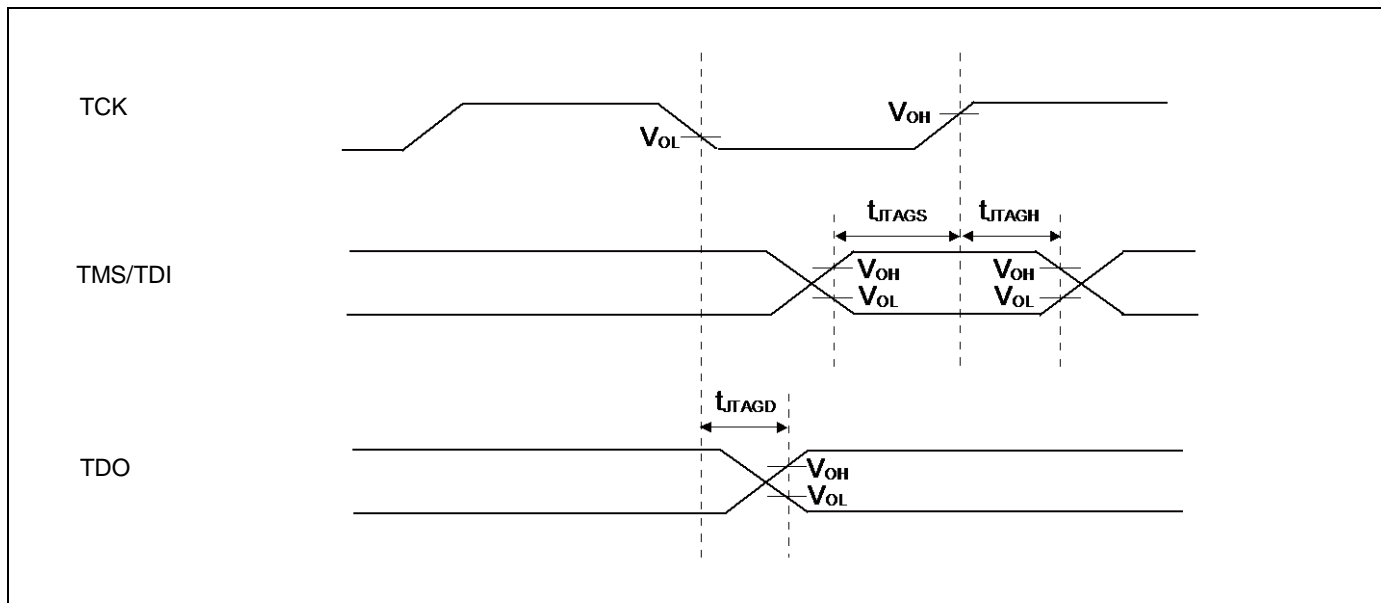 TCK
VOL
VOH
tJTAGS
tJTAGH
TMS/TDI
VOH
VOL
VOH
VOL
tJTAGD
TDO
VOH
VOL